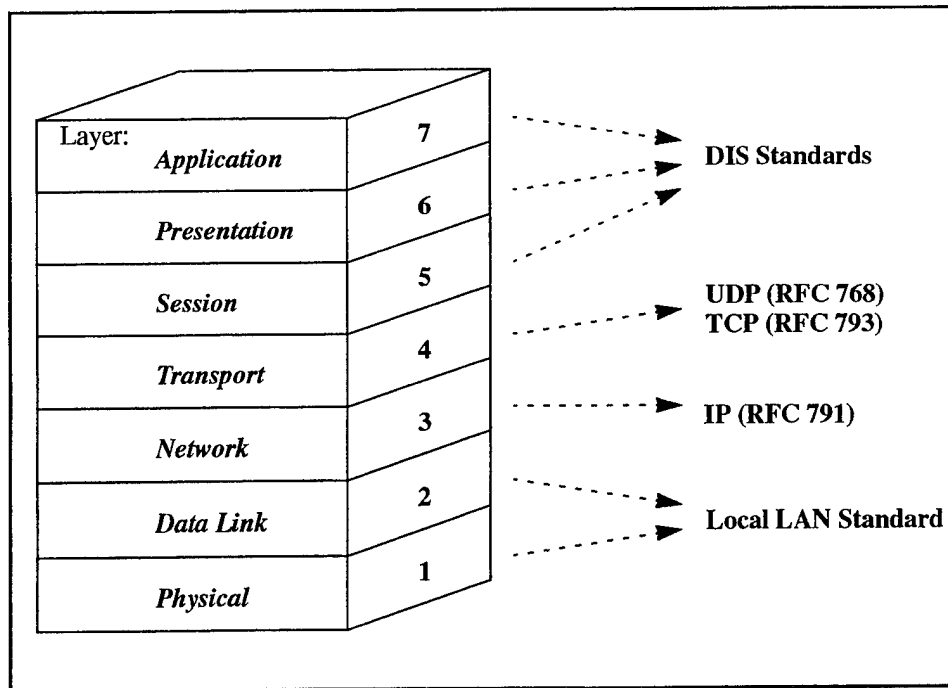 Layer:
Application
7
Presentation
6
Session
5
Transport
4
Network
3
Data Link
2
Physical
1
DIS Standards
UDP (RFC 768)
TCP (RFC 793)
IP (RFC 791)
Local LAN Standard